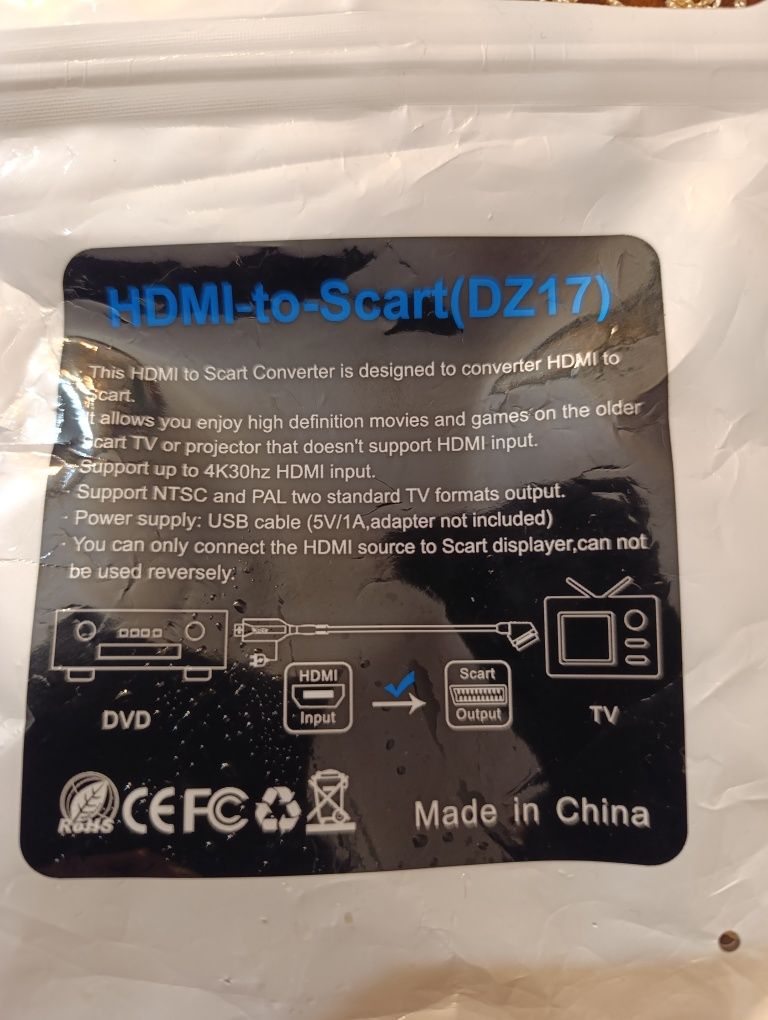 HDMI-to-Scart(DZ17)
· This HDMI to Scart Converter is designed to converter HDMI to
Scart.
· It allows you enjoy high definition movies and games on the older
Scart TV or projector that doesn't support HDMI input.
· Support up to 4K30hz HDMI input.
· Support NTSC and PAL two standard TV formats output.
· Power supply: USB cable (5V/1A,adapter not included)
· You can only connect the HDMI source to Scart displayer,can not
be used reversely.
HDMI
Input
Scart
Output
DVD
TV
RoHS CE FC
Made in China